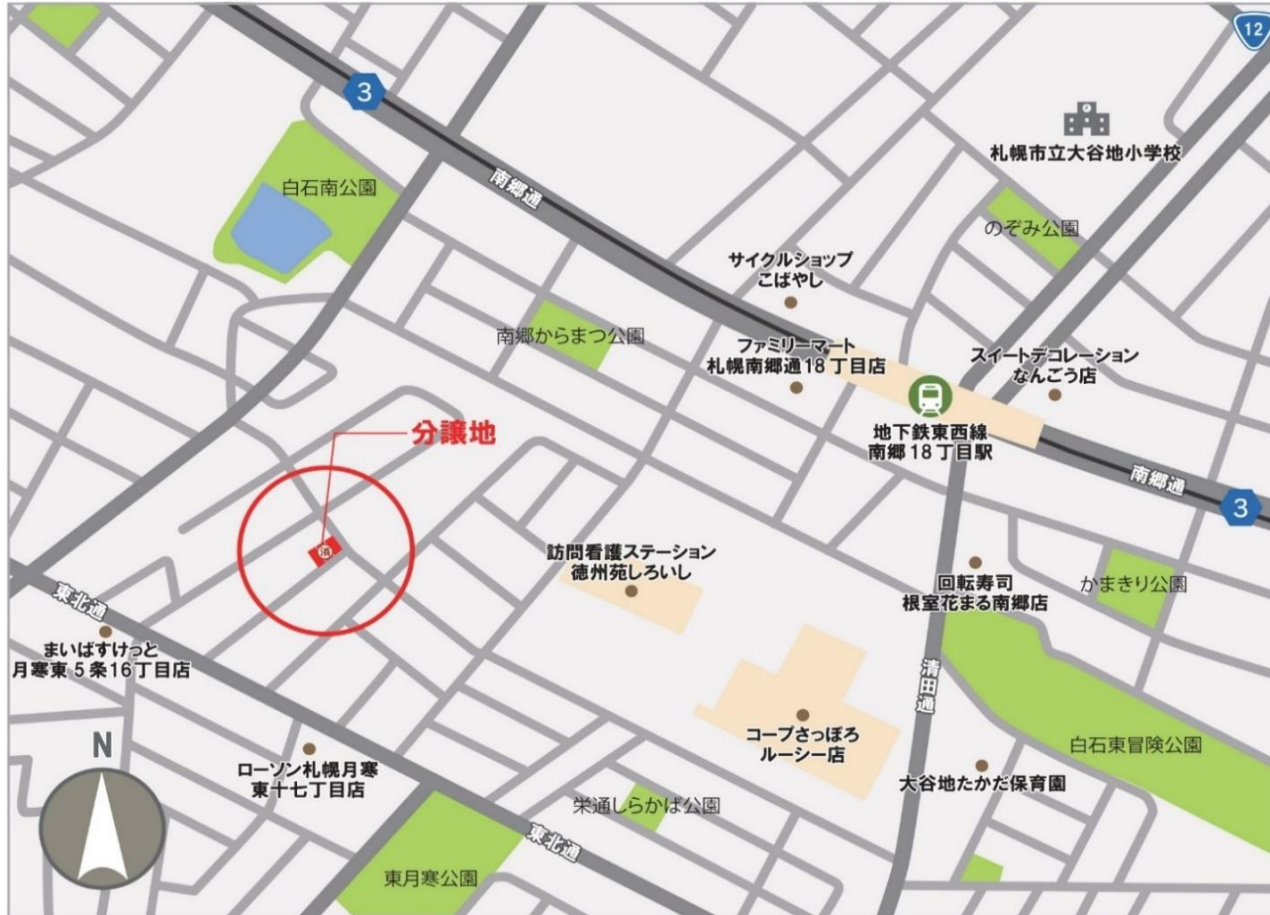 12
3
札幌市立大谷地小学校
白石南公園
南郷通
のぞみ公園
サイクルショップ
こばやし
南郷からまつ公園
ファミリーマート
札幌南郷通18丁目店
スイートデコレーション
なんごう店
分譲地
地下鉄東西線
南郷18丁目駅
南郷通
3
済
訪問看護ステーション
徳州苑しろいし
回転寿司
根室花まる南郷店
かまきり公園
東北通
まいばすけっと
月寒東5条16丁目店
清田通
N
コープさっぽろ
ルーシー店
白石東冒険公園
ローソン札幌月寒
東十七丁目店
大谷地たかだ保育園
栄通しらかば公園
東北通
東月寒公園